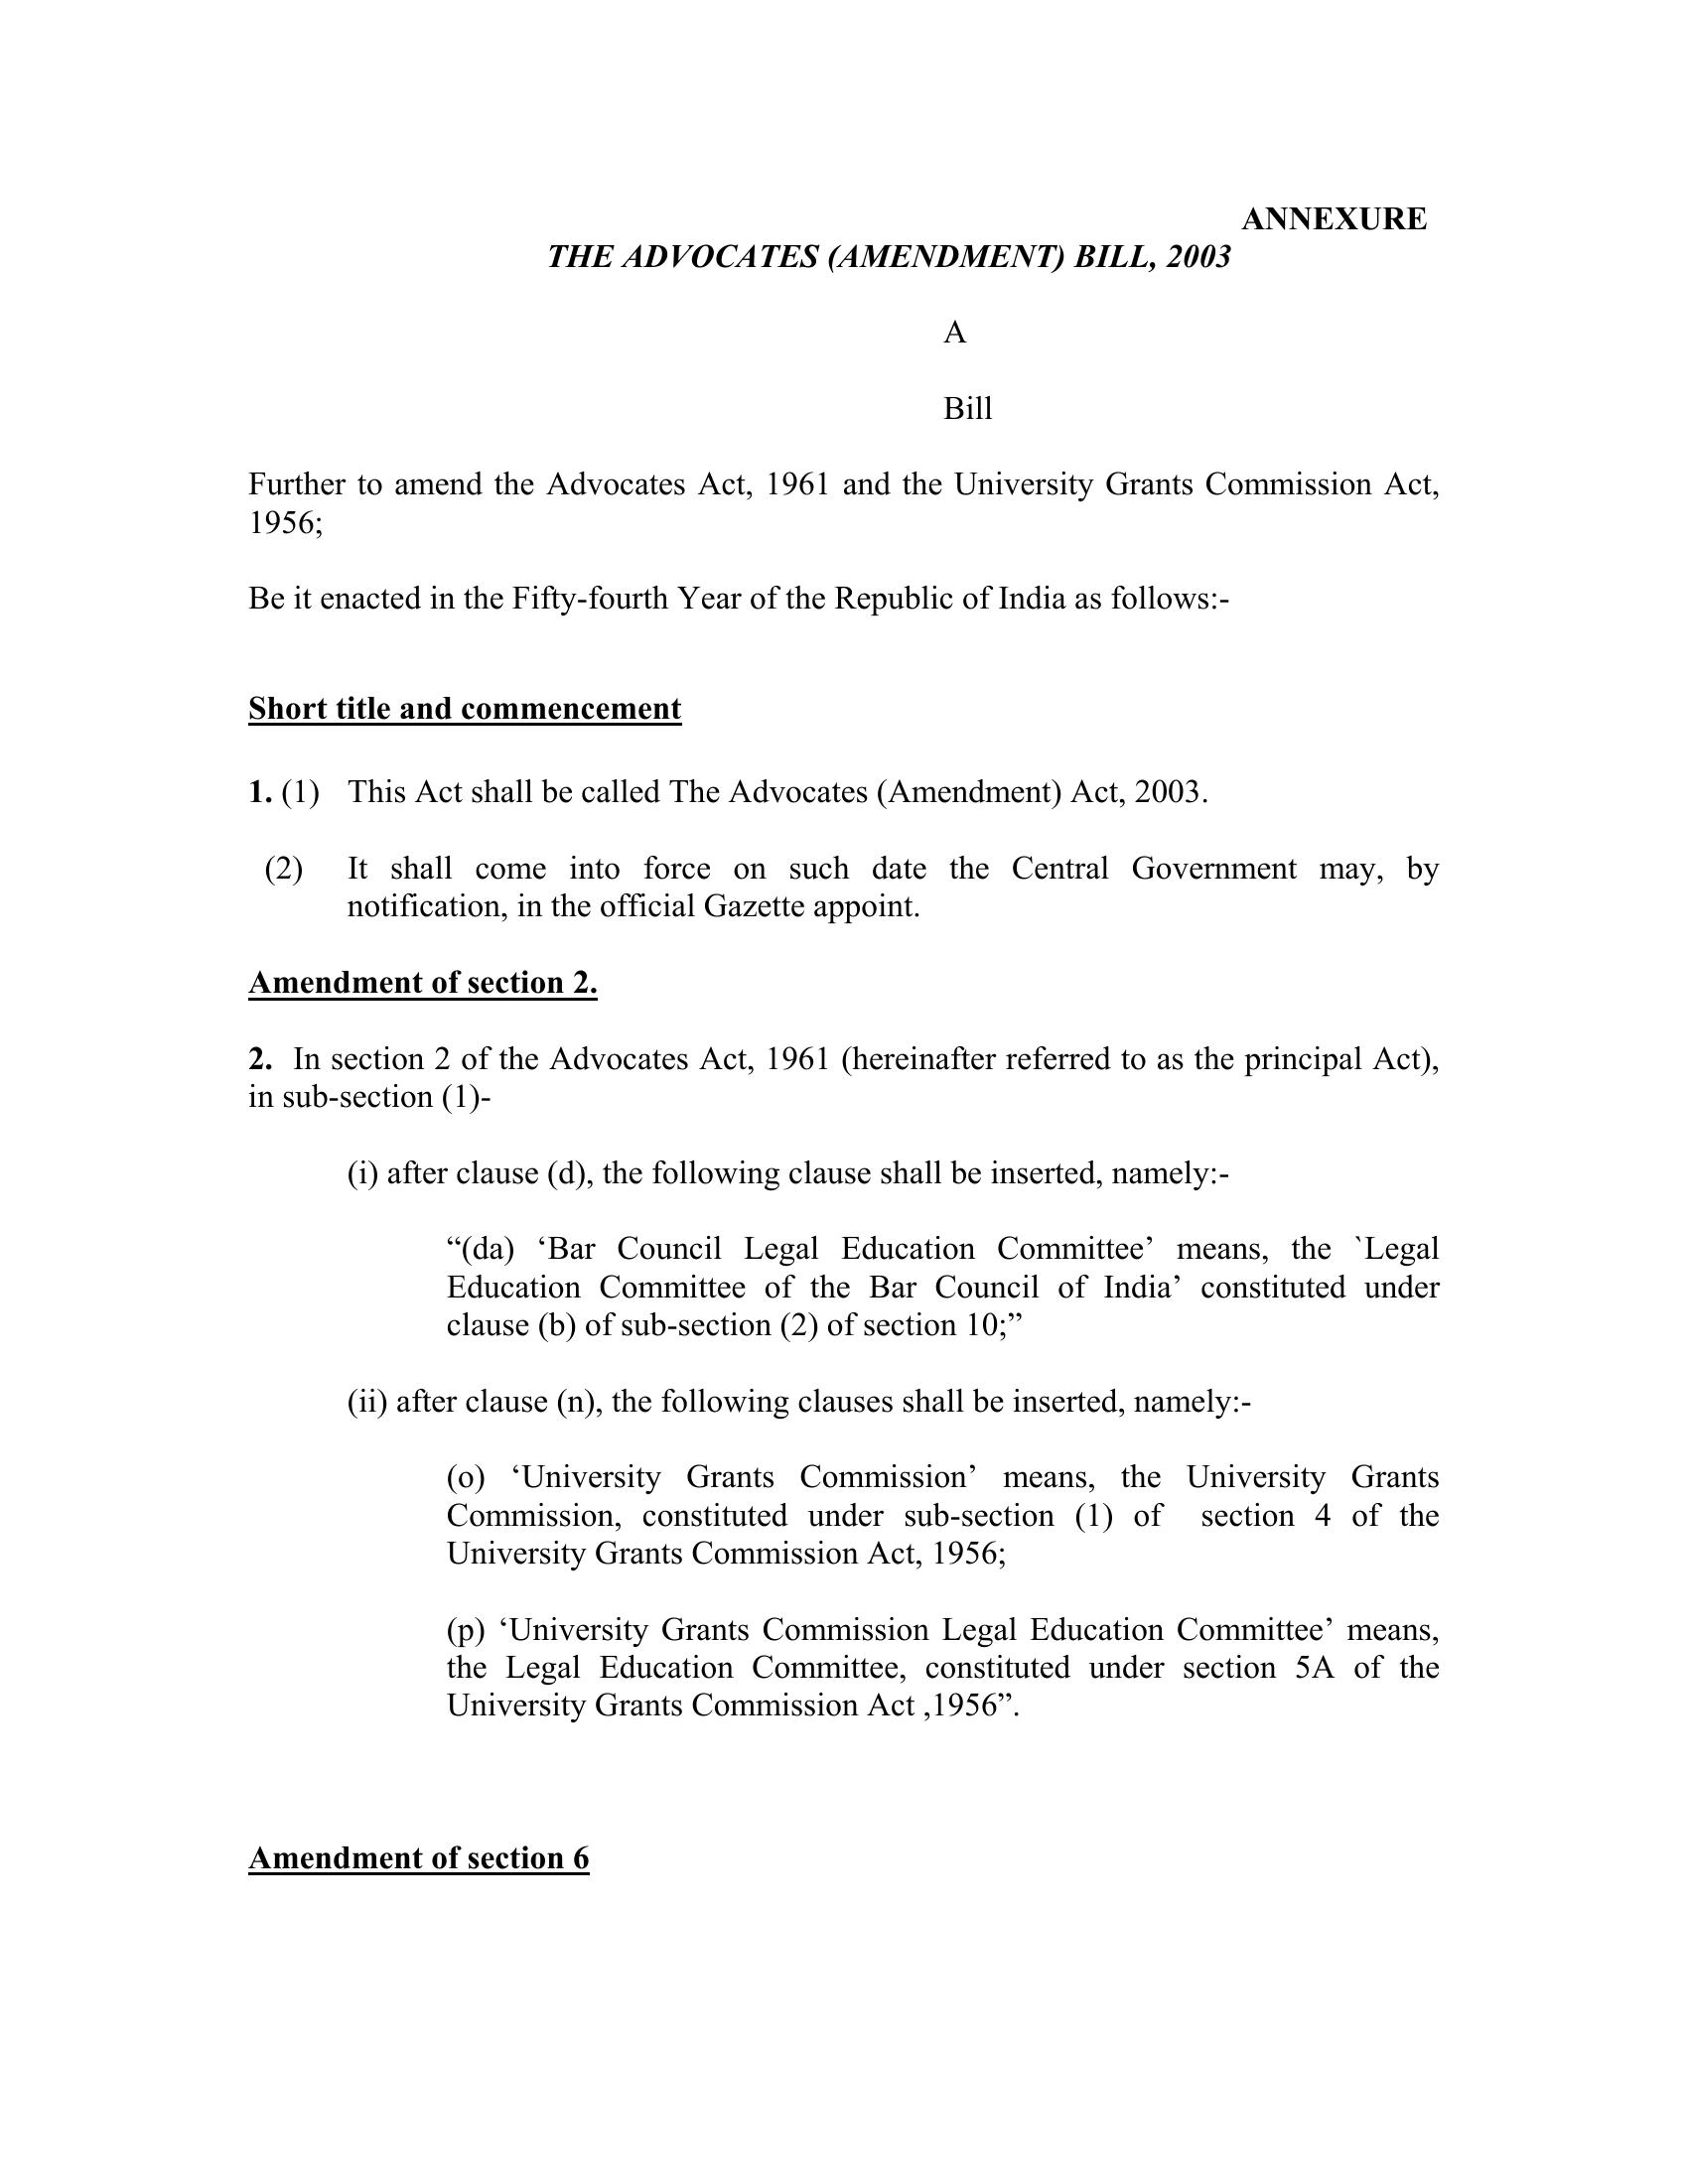 ANNEXURE
THE ADVOCATES (AMENDMENT) BILL, 2003
A
Bill
Further to amend the Advocates Act, 1961 and the University Grants Commission Act,
1956;
Be it enacted in the Fifty-fourth Year of the Republic of India as follows:-
Short title and commencement
1. (1) This Act shall be called The Advocates (Amendment) Act, 2003.
(2) It shall come into force on such date the Central Government may, by
notification, in the official Gazette appoint.
Amendment of section 2.
2. In section 2 of the Advocates Act, 1961 (hereinafter referred to as the principal Act),
in sub-section (1)-
(i) after clause (d), the following clause shall be inserted, namely:-
“(da) ‘Bar Council Legal Education Committee’ means, the `Legal
Education Committee of the Bar Council of India’ constituted under
clause (b) of sub-section (2) of section 10;”
(ii) after clause (n), the following clauses shall be inserted, namely:-
(o) ‘University Grants Commission’ means, the University Grants
Commission, constituted under sub-section (1) of section 4 of the
University Grants Commission Act, 1956;
(p) ‘University Grants Commission Legal Education Committee’ means,
the Legal Education Committee, constituted under section 5A of the
University Grants Commission Act ,1956”.
Amendment of section 6